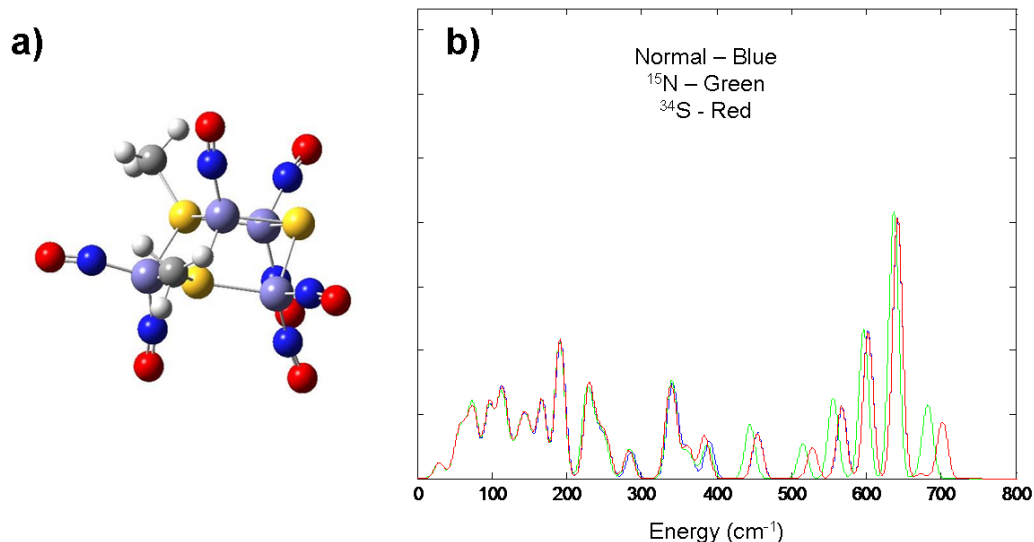 a)
b)
Normal – Blue
¹⁵N – Green
³⁴S - Red
0 100 200 300 400 500 600 700 800
Energy (cm⁻¹)